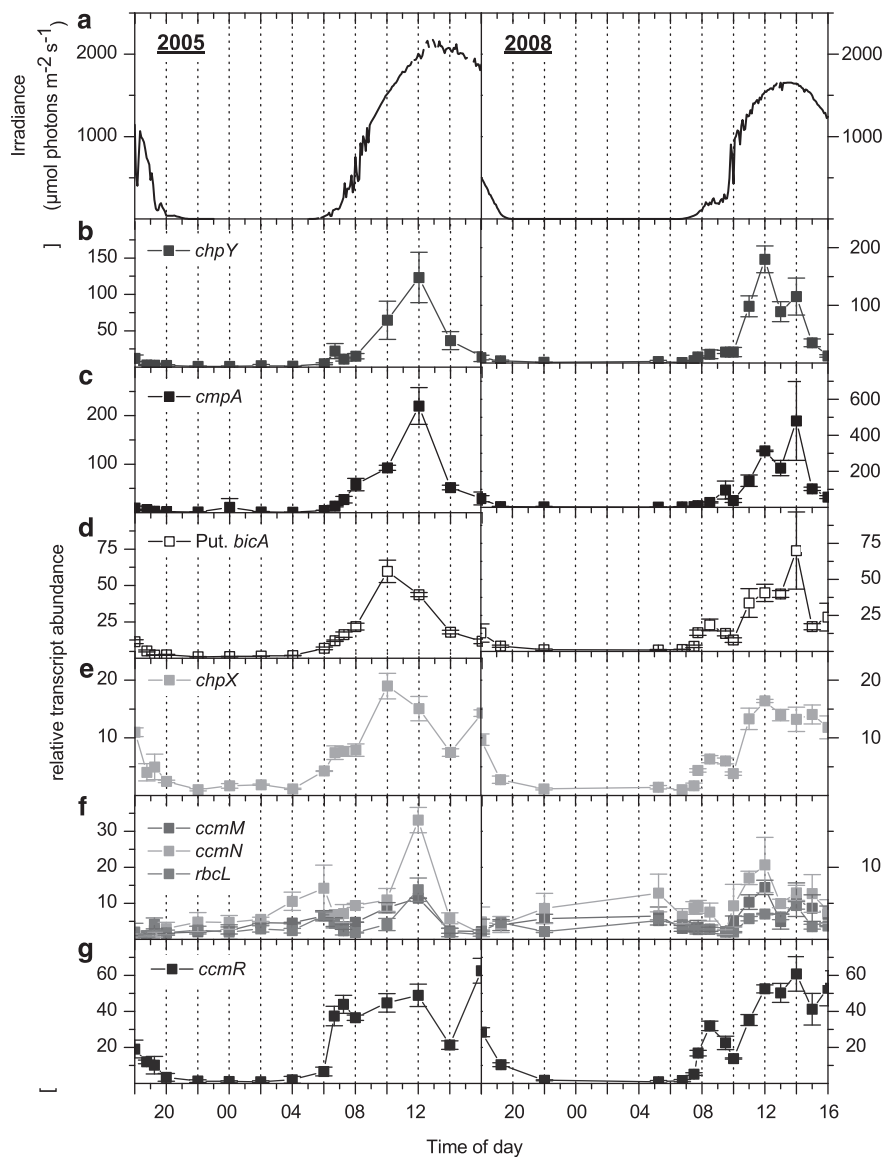 a
2005
2008
Irradiance
(μmol photons m-2 s-1)
2000
1000
2000
1000
b
chpY
150
100
50
200
100
c
cmpA
200
100
600
400
200
d
Put. bicA
75
50
25
75
50
25
e
chpX
20
10
20
10
f
ccmM
ccmN
rbcL
30
20
10
10
g
ccmR
60
40
20
60
40
20
[ relative transcript abundance ]
20 00 04 08 12 20 00 04 08 12 16
Time of day